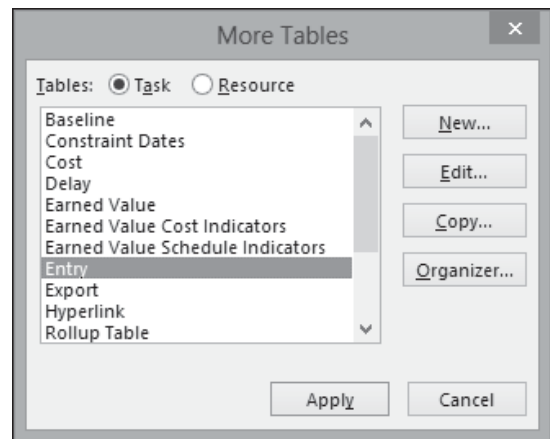 More Tables
Tables: Task Resource
Baseline
Constraint Dates
Cost
Delay
Earned Value
Earned Value Cost Indicators
Earned Value Schedule Indicators
Entry
Export
Hyperlink
Rollup Table
New...
Edit...
Copy...
Organizer...
Apply
Cancel